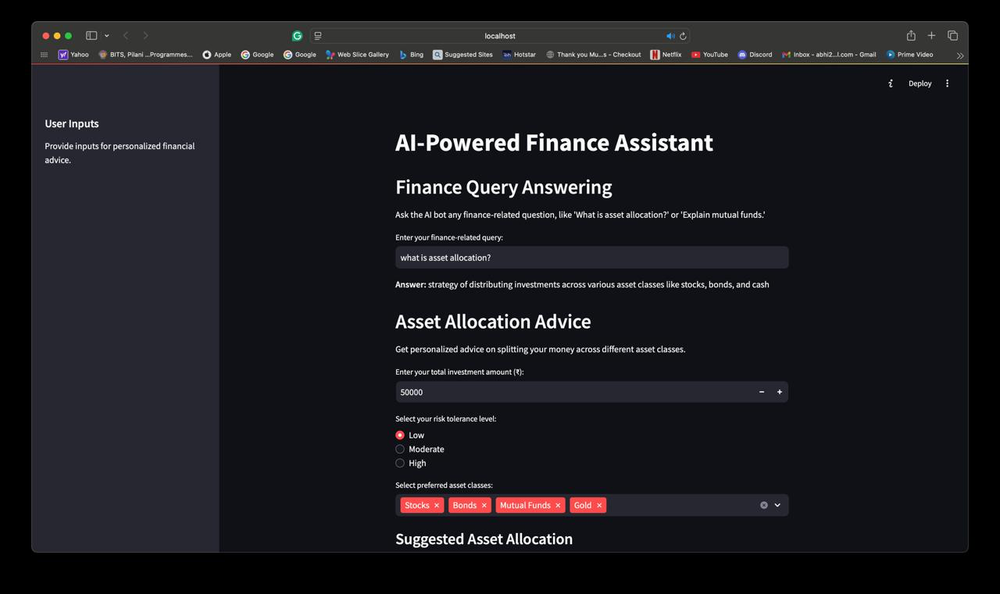 localhost
Yahoo
BITS, Pilani ...Programmes...
Apple
Google
Google
Web Slice Gallery
Bing
Suggested Sites
Hotstar
Thank you Mu...s - Checkout
Netflix
YouTube
Discord
Inbox - abhi2...l.com - Gmail
Prime Video
Deploy
User Inputs
Provide inputs for personalized financial
advice.
AI-Powered Finance Assistant
Finance Query Answering
Ask the AI bot any finance-related question, like 'What is asset allocation?' or 'Explain mutual funds.'
Enter your finance-related query:
what is asset allocation?
Answer: strategy of distributing investments across various asset classes like stocks, bonds, and cash
Asset Allocation Advice
Get personalized advice on splitting your money across different asset classes.
Enter your total investment amount (₹):
50000
Select your risk tolerance level:
Low
Moderate
High
Select preferred asset classes:
Stocks
Bonds
Mutual Funds
Gold
Suggested Asset Allocation